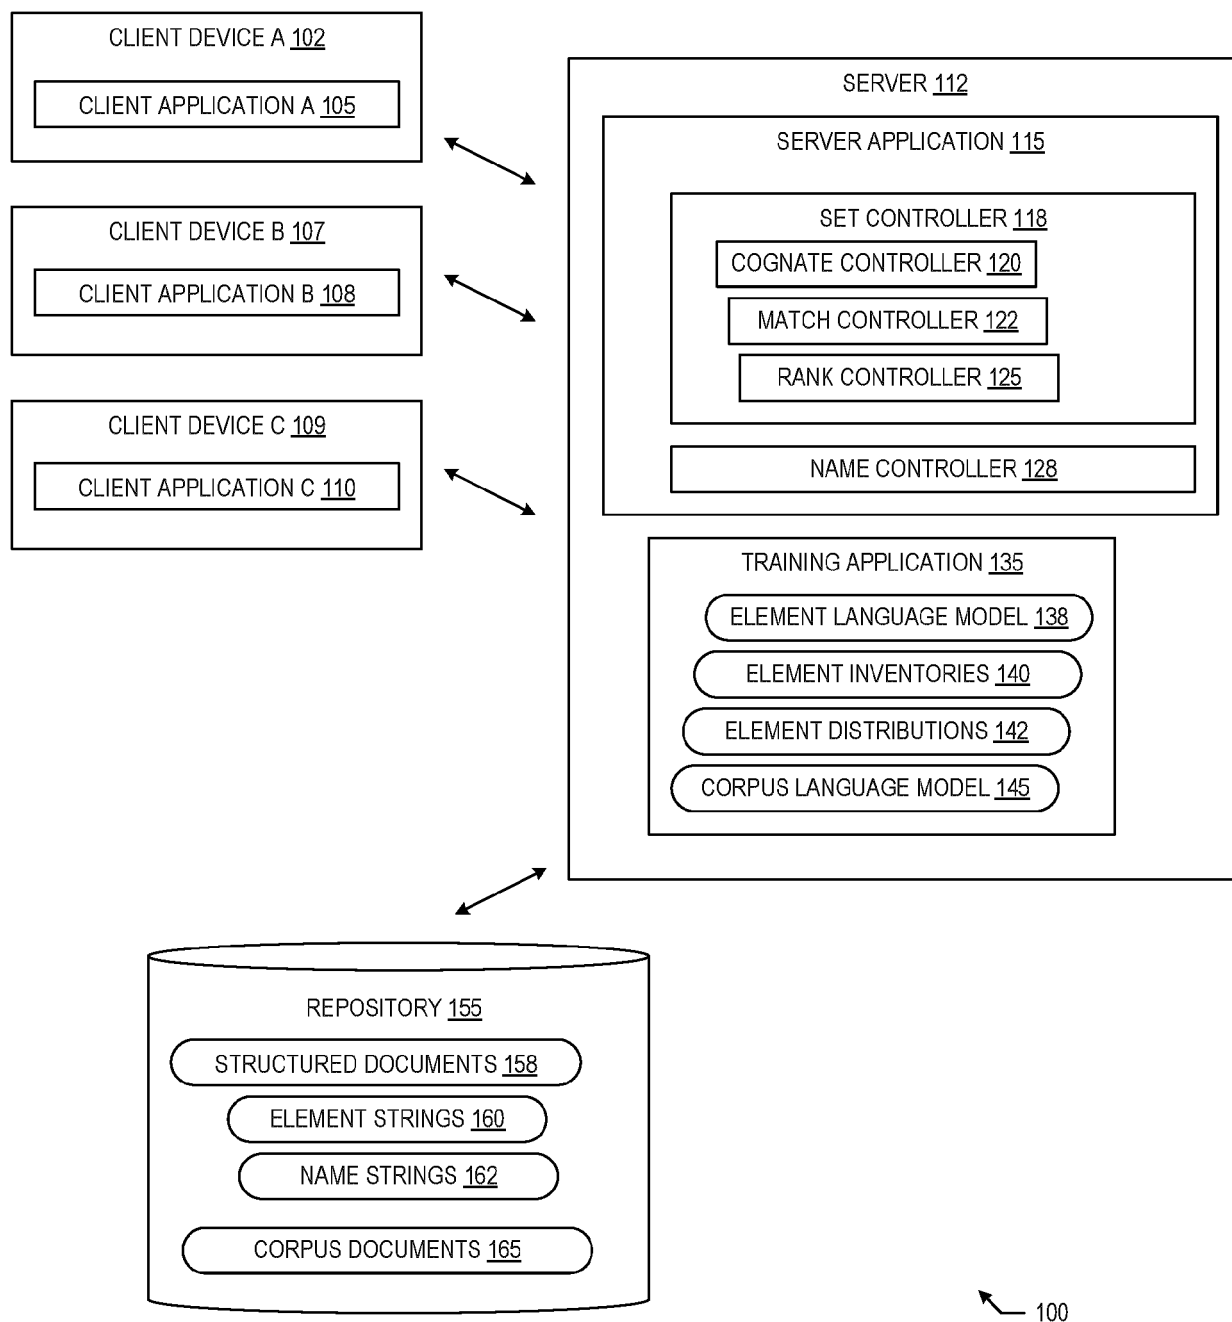 CLIENT DEVICE A 102
CLIENT APPLICATION A 105
CLIENT DEVICE B 107
CLIENT APPLICATION B 108
CLIENT DEVICE C 109
CLIENT APPLICATION C 110
SERVER 112
SERVER APPLICATION 115
SET CONTROLLER 118
COGNATE CONTROLLER 120
MATCH CONTROLLER 122
RANK CONTROLLER 125
NAME CONTROLLER 128
TRAINING APPLICATION 135
ELEMENT LANGUAGE MODEL 138
ELEMENT INVENTORIES 140
ELEMENT DISTRIBUTIONS 142
CORPUS LANGUAGE MODEL 145
REPOSITORY 155
STRUCTURED DOCUMENTS 158
ELEMENT STRINGS 160
NAME STRINGS 162
CORPUS DOCUMENTS 165
100